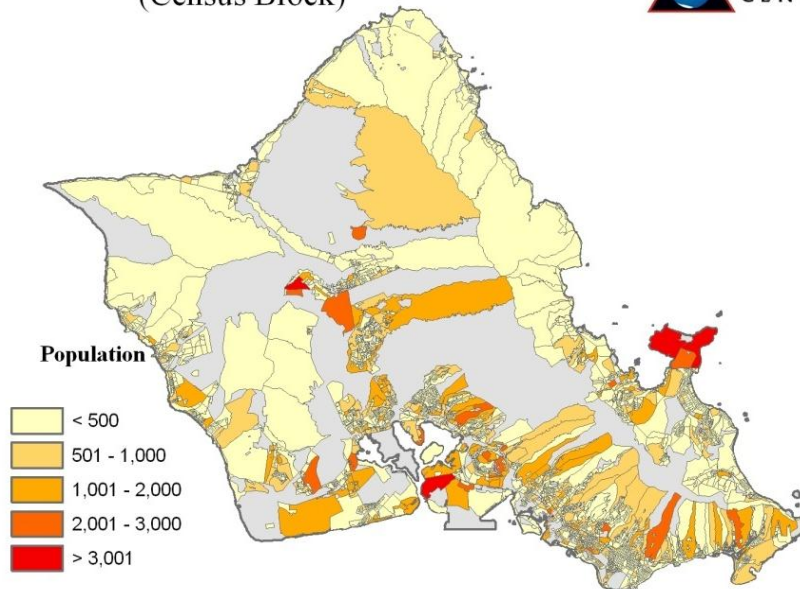 (Census Block)
Population
< 500
501 - 1,000
1,001 - 2,000
2,001 - 3,000
> 3,001